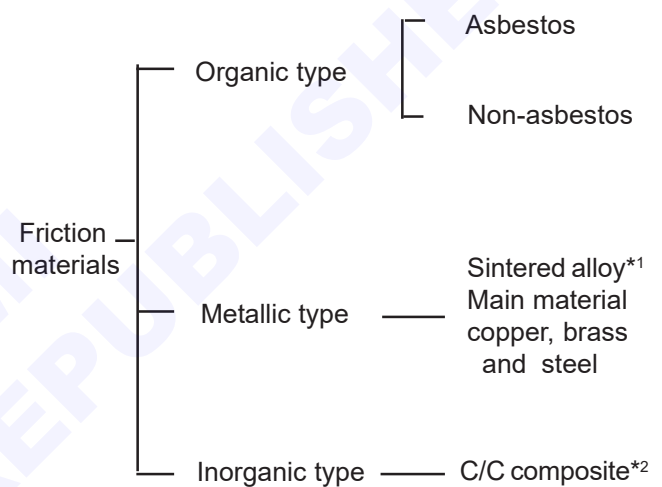 Asbestos
Organic type
Non-asbestos
Friction
materials
Sintered alloy*1
Main material
copper, brass
and steel
Metallic type
Inorganic type
C/C composite*2